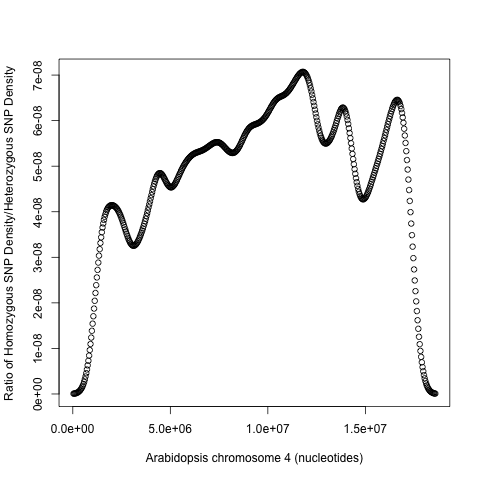 Ratio of Homozygous SNP Density/Heterozygous SNP Density
7e-08
6e-08
5e-08
4e-08
3e-08
2e-08
1e-08
0e+00
0.0e+00 5.0e+06 1.0e+07 1.5e+07
Arabidopsis chromosome 4 (nucleotides)